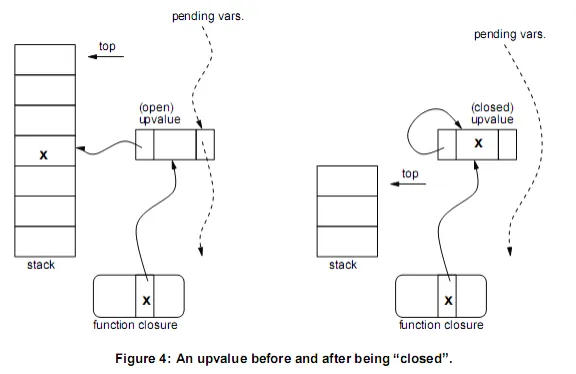 pending vars.
top
(open)
upvalue
x
stack
x
function closure
pending vars.
(closed)
upvalue
x
top
stack
x
function closure
Figure 4: An upvalue before and after being “closed”.